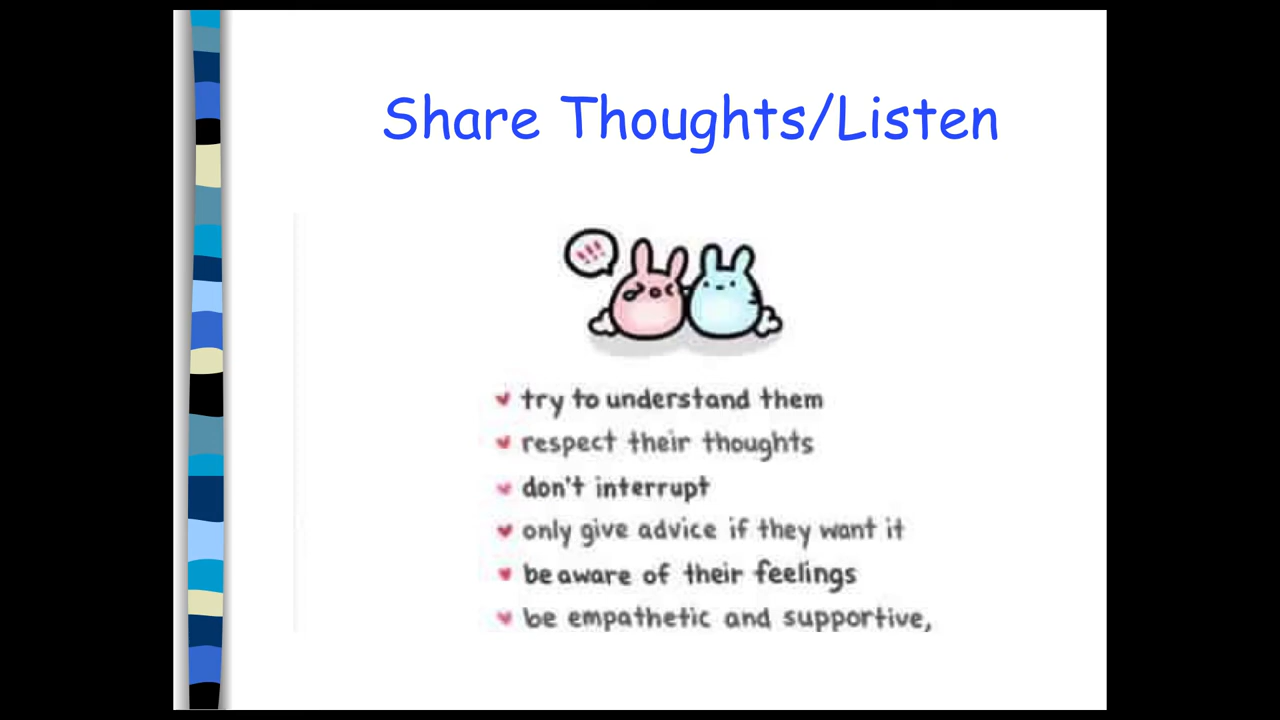 Share Thoughts/Listen
!!!
try to understand them
respect their thoughts
don't interrupt
only give advice if they want it
be aware of their feelings
be empathetic and supportive,